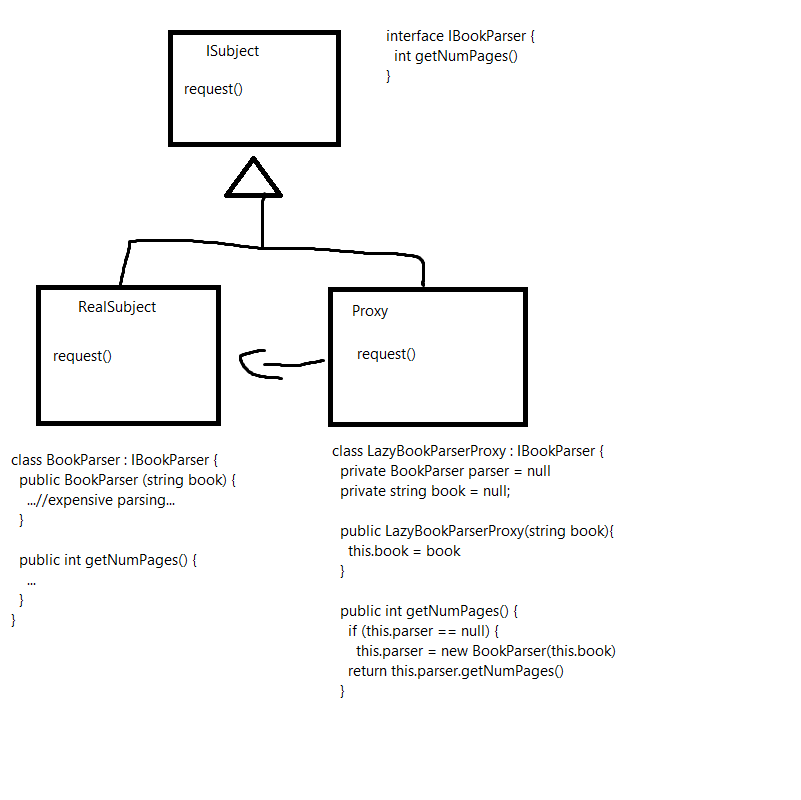 ISubject
request()
interface IBookParser {
int getNumPages()
}
RealSubject
request()
Proxy
request()
class BookParser : IBookParser {
public BookParser (string book) {
...//expensive parsing...
}
public int getNumPages() {
...
}
}
class LazyBookParserProxy : IBookParser {
private BookParser parser = null
private string book = null;
public LazyBookParserProxy(string book){
this.book = book
}
public int getNumPages() {
if (this.parser == null) {
this.parser = new BookParser(this.book)
return this.parser.getNumPages()
}